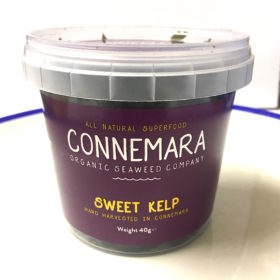 ALL NATURAL SUPERFOOD
CONNEMARA
ORGANIC SEAWEED COMPANY
SWEET KELP
HAND HARVESTED IN CONNEMARA
Weight 40g